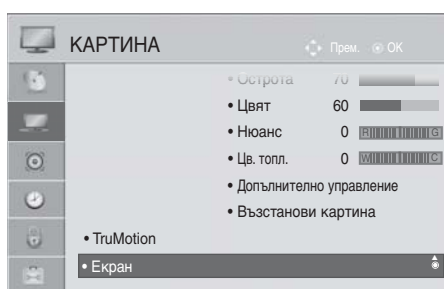 КАРТИНА Прем. OK
• Острота 70
• Цвят 60
• Нюанс 0 R G
• Цв. топл. 0 W C
• Допълнително управление
• Възстанови картина
• TruMotion
• Екран